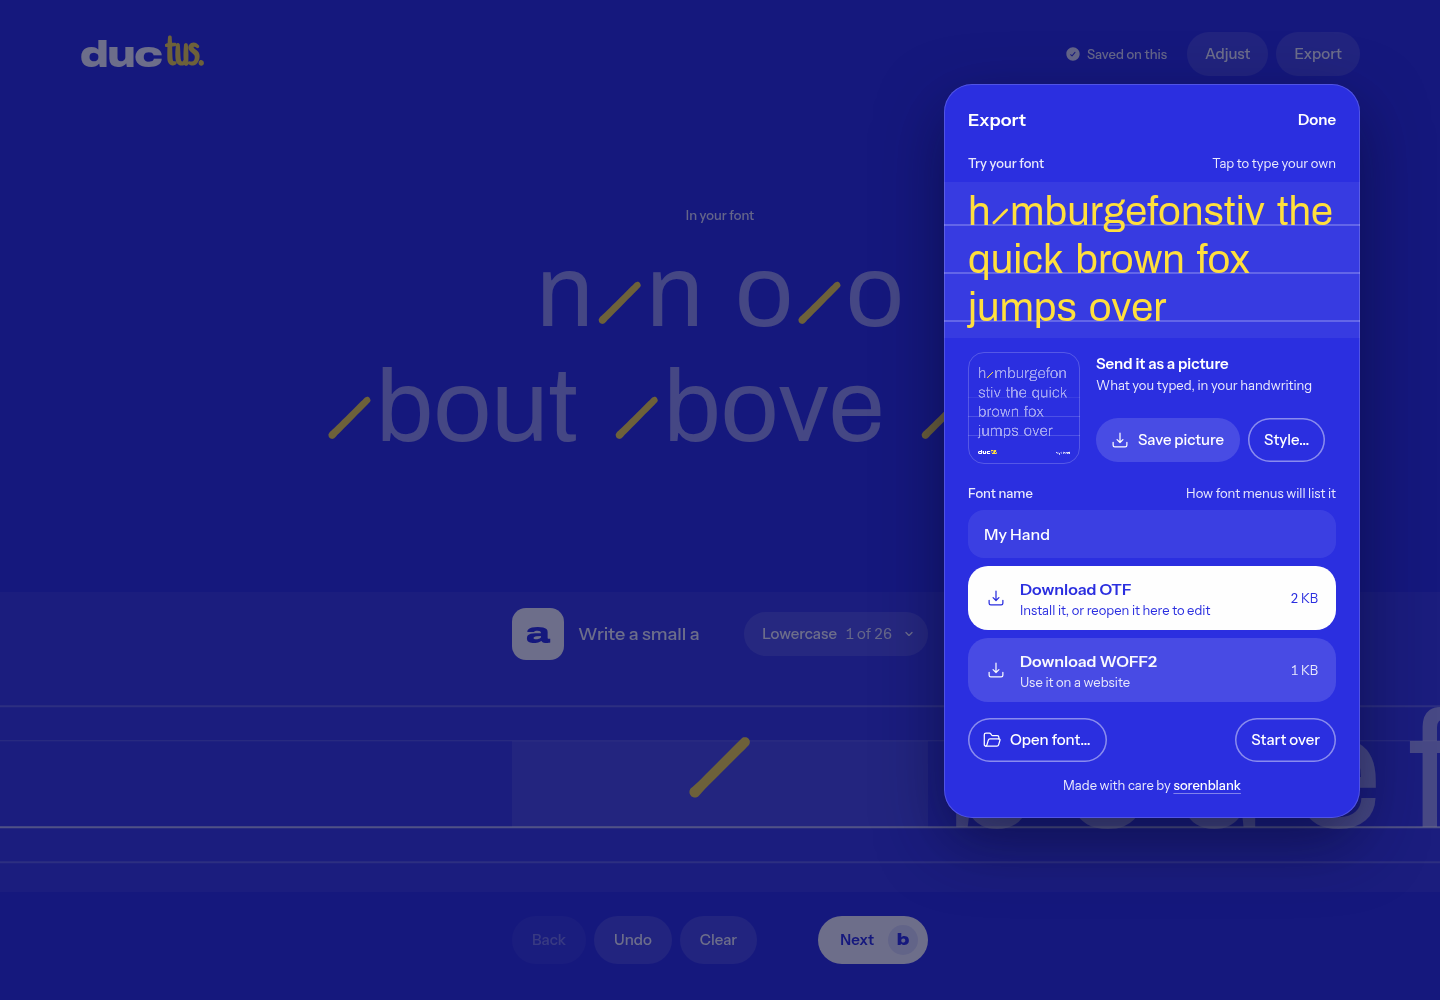 ductus.
Saved on this
Adjust
Export
In your font
n n o o
bout bove
a
Write a small a
Lowercase 1 of 26
Back
Undo
Clear
Next b
Export
Done
Try your font
Tap to type your own
h mburgefonstiv the
quick brown fox
jumps over
h mburgefon
stiv the quick
brown fox
jumps over
ductus
Send it as a picture
What you typed, in your handwriting
Save picture
Style...
Font name
How font menus will list it
My Hand
Download OTF
Install it, or reopen it here to edit
2 KB
Download WOFF2
Use it on a website
1 KB
Open font...
Start over
Made with care by sorenblank